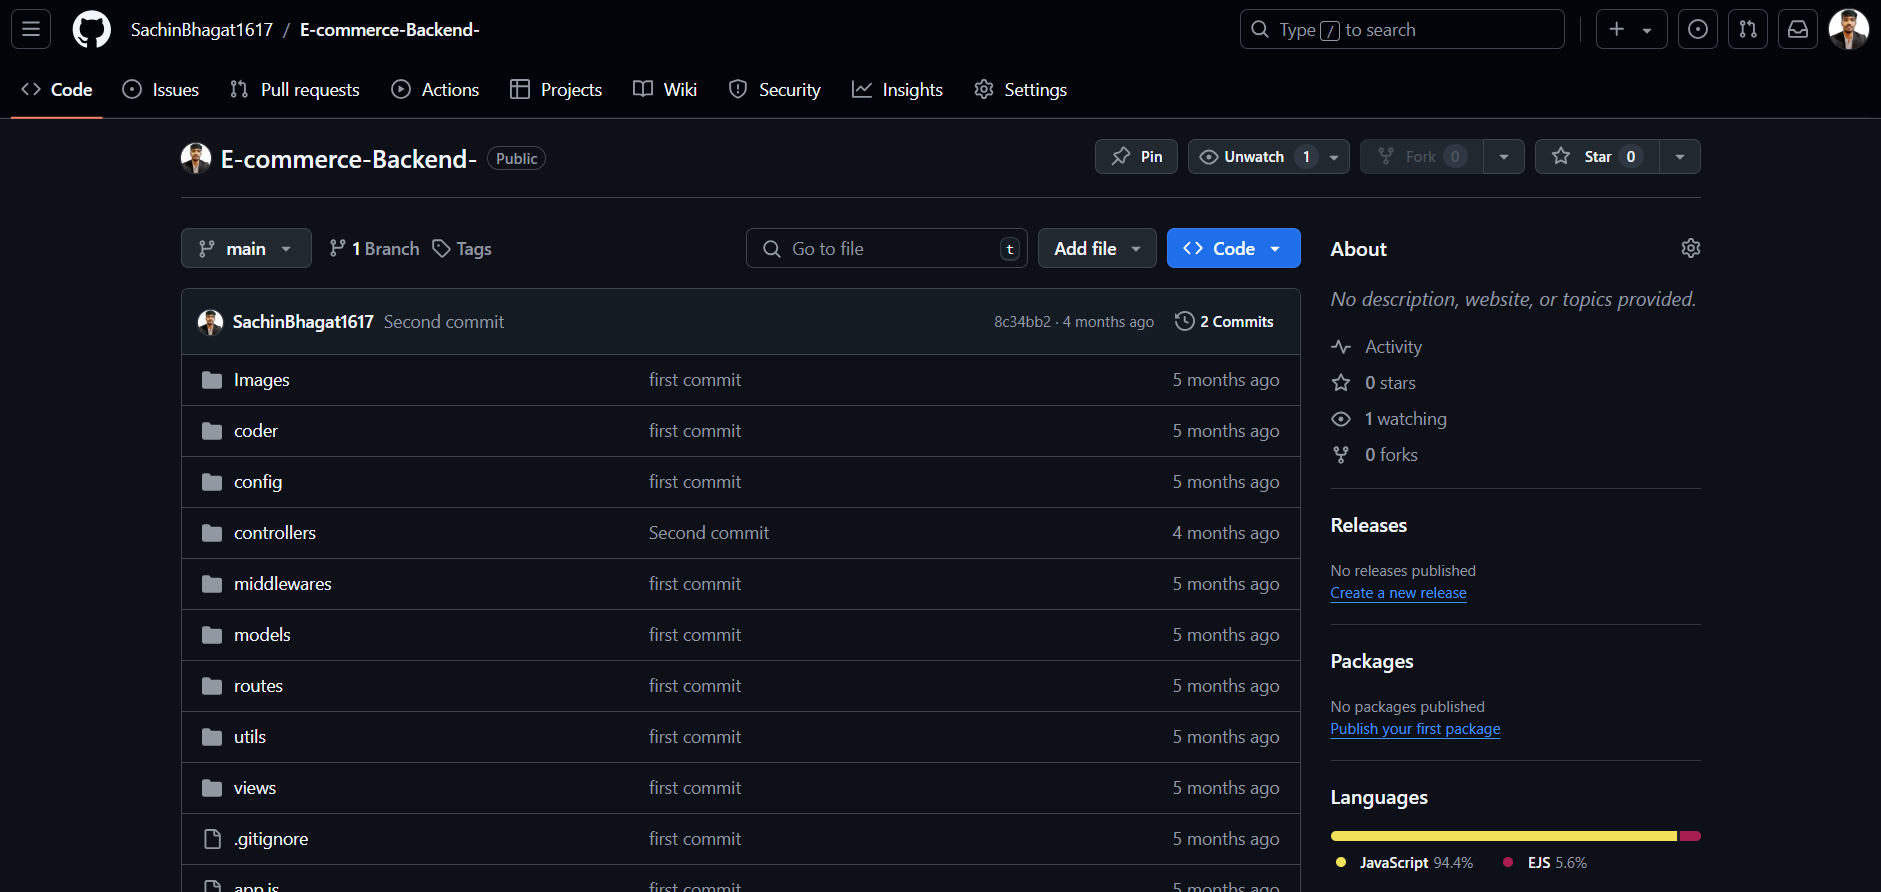 SachinBhagat1617 / E-commerce-Backend-
Type / to search
Code Issues Pull requests Actions Projects Wiki Security Insights Settings
E-commerce-Backend- Public
Pin Unwatch 1 Fork 0 Star 0
main 1 Branch Tags Go to file t Add file Code
SachinBhagat1617 Second commit 8c34bb2 · 4 months ago 2 Commits
Images first commit 5 months ago
coder first commit 5 months ago
config first commit 5 months ago
controllers Second commit 4 months ago
middlewares first commit 5 months ago
models first commit 5 months ago
routes first commit 5 months ago
utils first commit 5 months ago
views first commit 5 months ago
.gitignore first commit 5 months ago
app.js first commit 5 months ago
About
No description, website, or topics provided.
Activity
0 stars
1 watching
0 forks
Releases
No releases published
Create a new release
Packages
No packages published
Publish your first package
Languages
JavaScript 94.4% EJS 5.6%